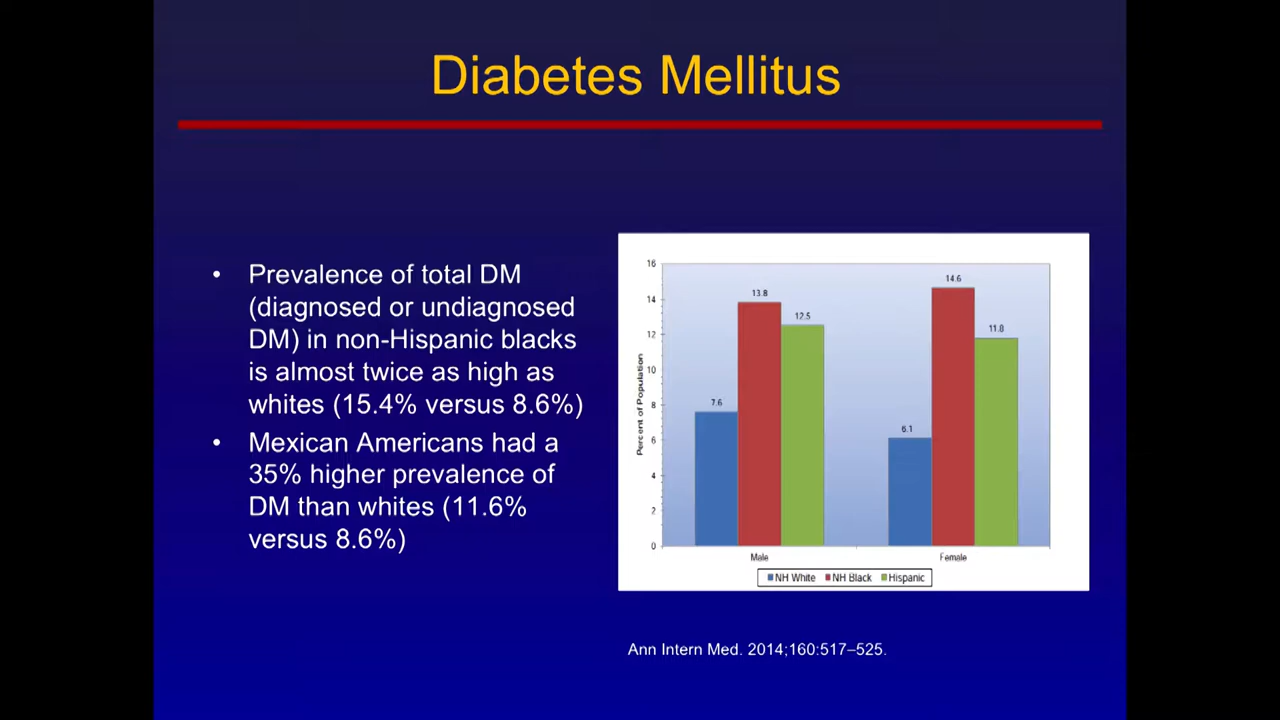 Diabetes Mellitus
• Prevalence of total DM
(diagnosed or undiagnosed
DM) in non-Hispanic blacks
is almost twice as high as
whites (15.4% versus 8.6%)
• Mexican Americans had a
35% higher prevalence of
DM than whites (11.6%
versus 8.6%)
Percent of Population
16
14
12
10
8
6
4
2
0
7.6
13.8
12.5
6.1
14.6
11.8
Male
Female
NH White NH Black Hispanic
Ann Intern Med. 2014;160:517–525.